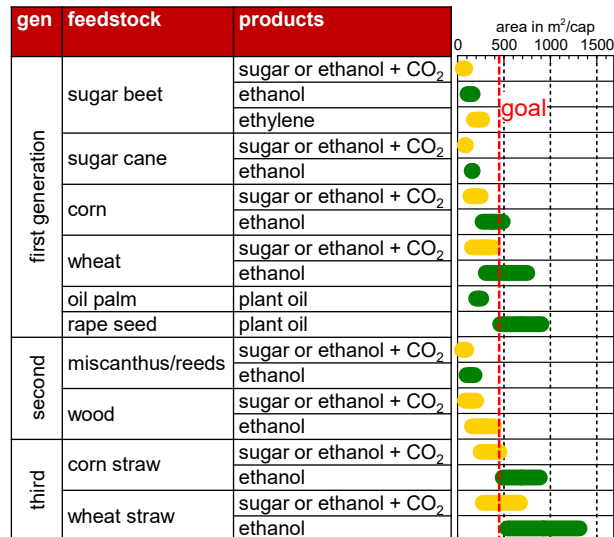 gen feedstock products area in m²/cap
0 500 1000 1500
goal
first generation
sugar beet
sugar or ethanol + CO₂
ethanol
ethylene
sugar cane
sugar or ethanol + CO₂
ethanol
corn
sugar or ethanol + CO₂
ethanol
wheat
sugar or ethanol + CO₂
ethanol
oil palm plant oil
rape seed plant oil
second
miscanthus/reeds
sugar or ethanol + CO₂
ethanol
wood
sugar or ethanol + CO₂
ethanol
third
corn straw
sugar or ethanol + CO₂
ethanol
wheat straw
sugar or ethanol + CO₂
ethanol